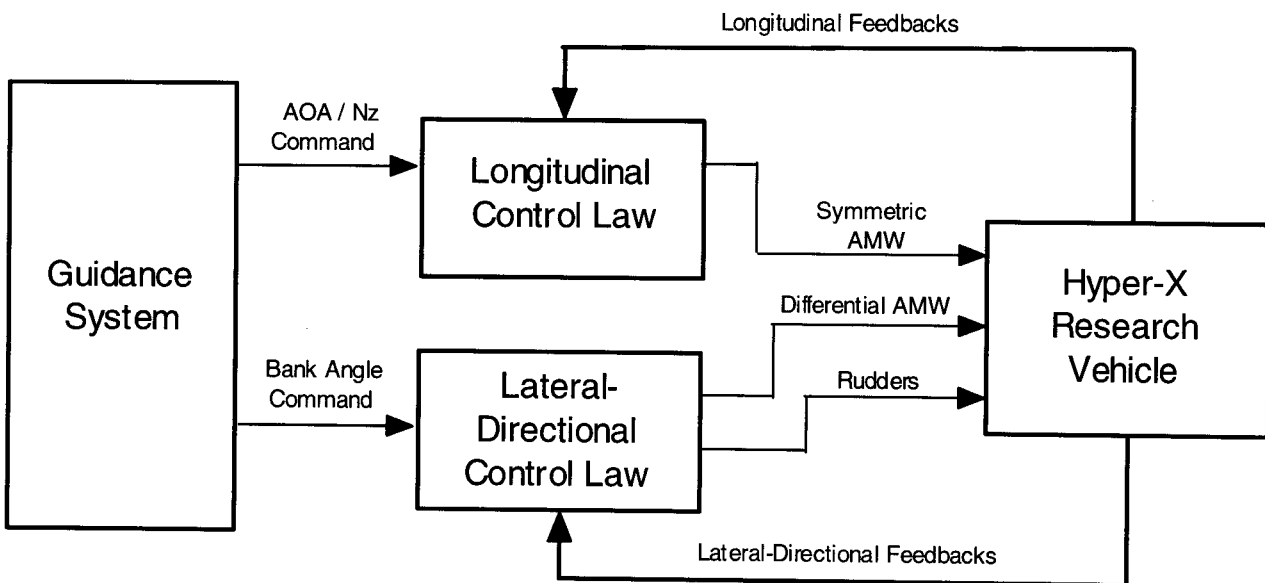 Longitudinal Feedbacks
AOA / Nz
Command
Longitudinal
Control Law
Symmetric
AMW
Guidance
System
Hyper-X
Research
Vehicle
Differential AMW
Bank Angle
Command
Lateral-
Directional
Control Law
Rudders
Lateral-Directional Feedbacks